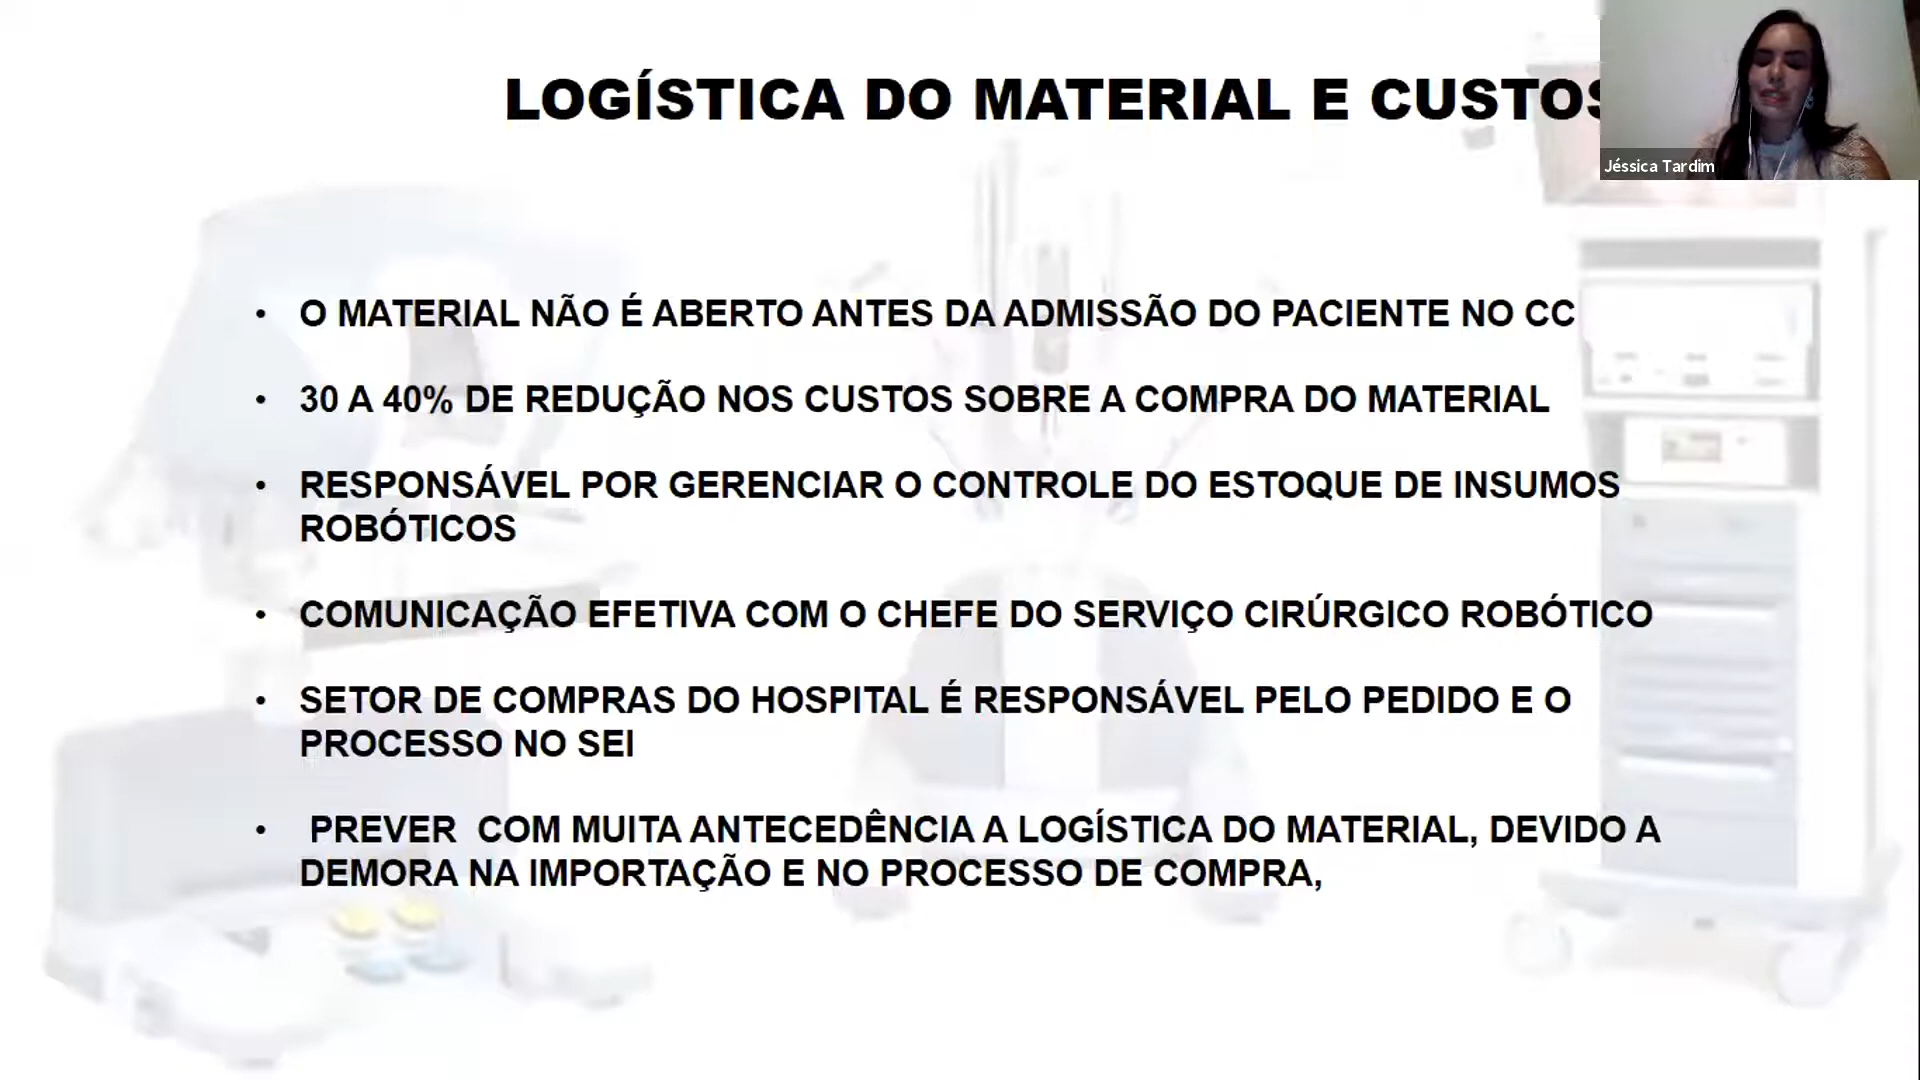 LOGÍSTICA DO MATERIAL E CUSTOS
Jéssica Tardim
• O MATERIAL NÃO É ABERTO ANTES DA ADMISSÃO DO PACIENTE NO CC
• 30 A 40% DE REDUÇÃO NOS CUSTOS SOBRE A COMPRA DO MATERIAL
• RESPONSÁVEL POR GERENCIAR O CONTROLE DO ESTOQUE DE INSUMOS
ROBÓTICOS
• COMUNICAÇÃO EFETIVA COM O CHEFE DO SERVIÇO CIRÚRGICO ROBÓTICO
• SETOR DE COMPRAS DO HOSPITAL É RESPONSÁVEL PELO PEDIDO E O
PROCESSO NO SEI
• PREVER COM MUITA ANTECEDÊNCIA A LOGÍSTICA DO MATERIAL, DEVIDO A
DEMORA NA IMPORTAÇÃO E NO PROCESSO DE COMPRA,